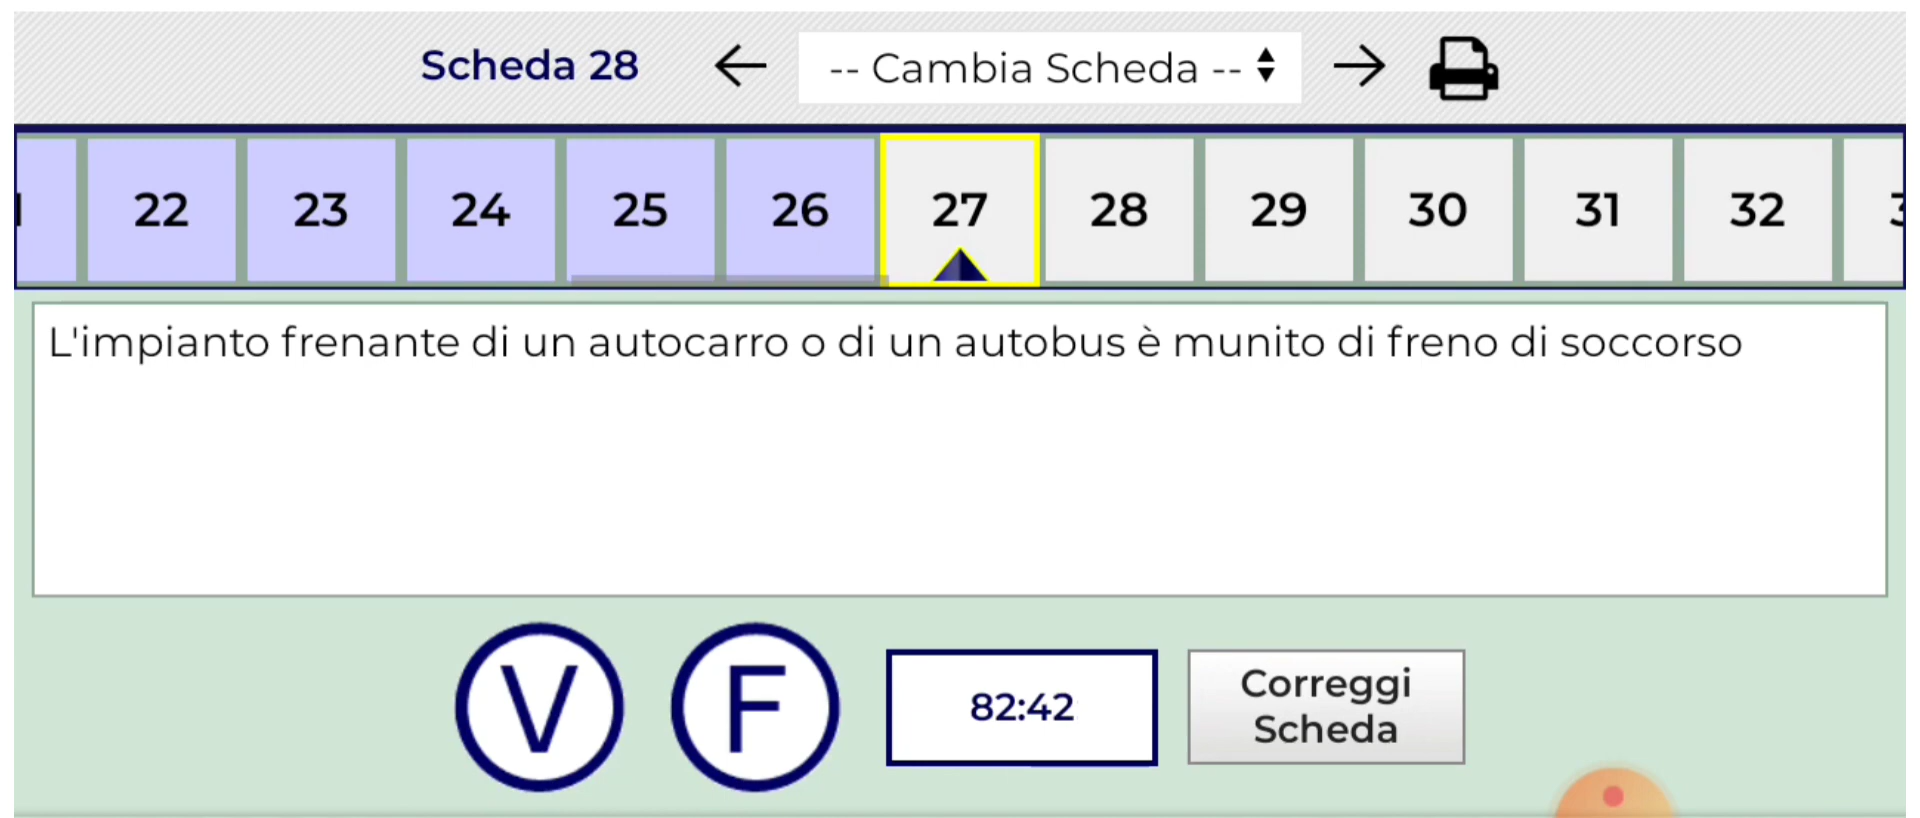 Scheda 28
-- Cambia Scheda --
22 23 24 25 26 27 28 29 30 31 32
L'impianto frenante di un autocarro o di un autobus è munito di freno di soccorso
V F 82:42 Correggi
Scheda